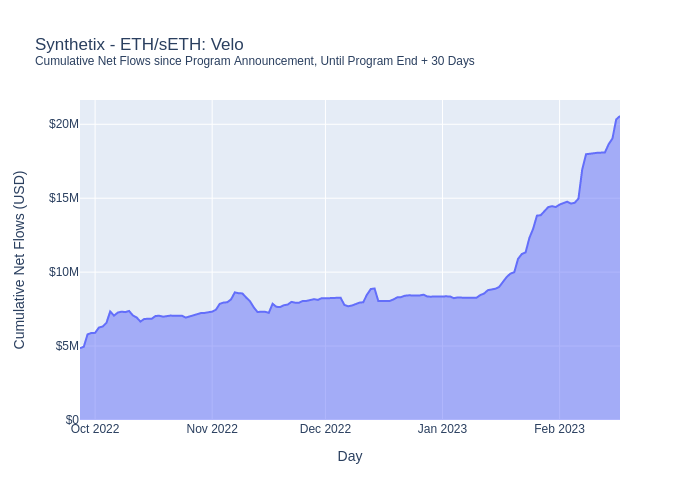 Synthetix - ETH/sETH: Velo
Cumulative Net Flows since Program Announcement, Until Program End + 30 Days
Cumulative Net Flows (USD)
$20M
$15M
$10M
$5M
$0
Oct 2022 Nov 2022 Dec 2022 Jan 2023 Feb 2023
Day